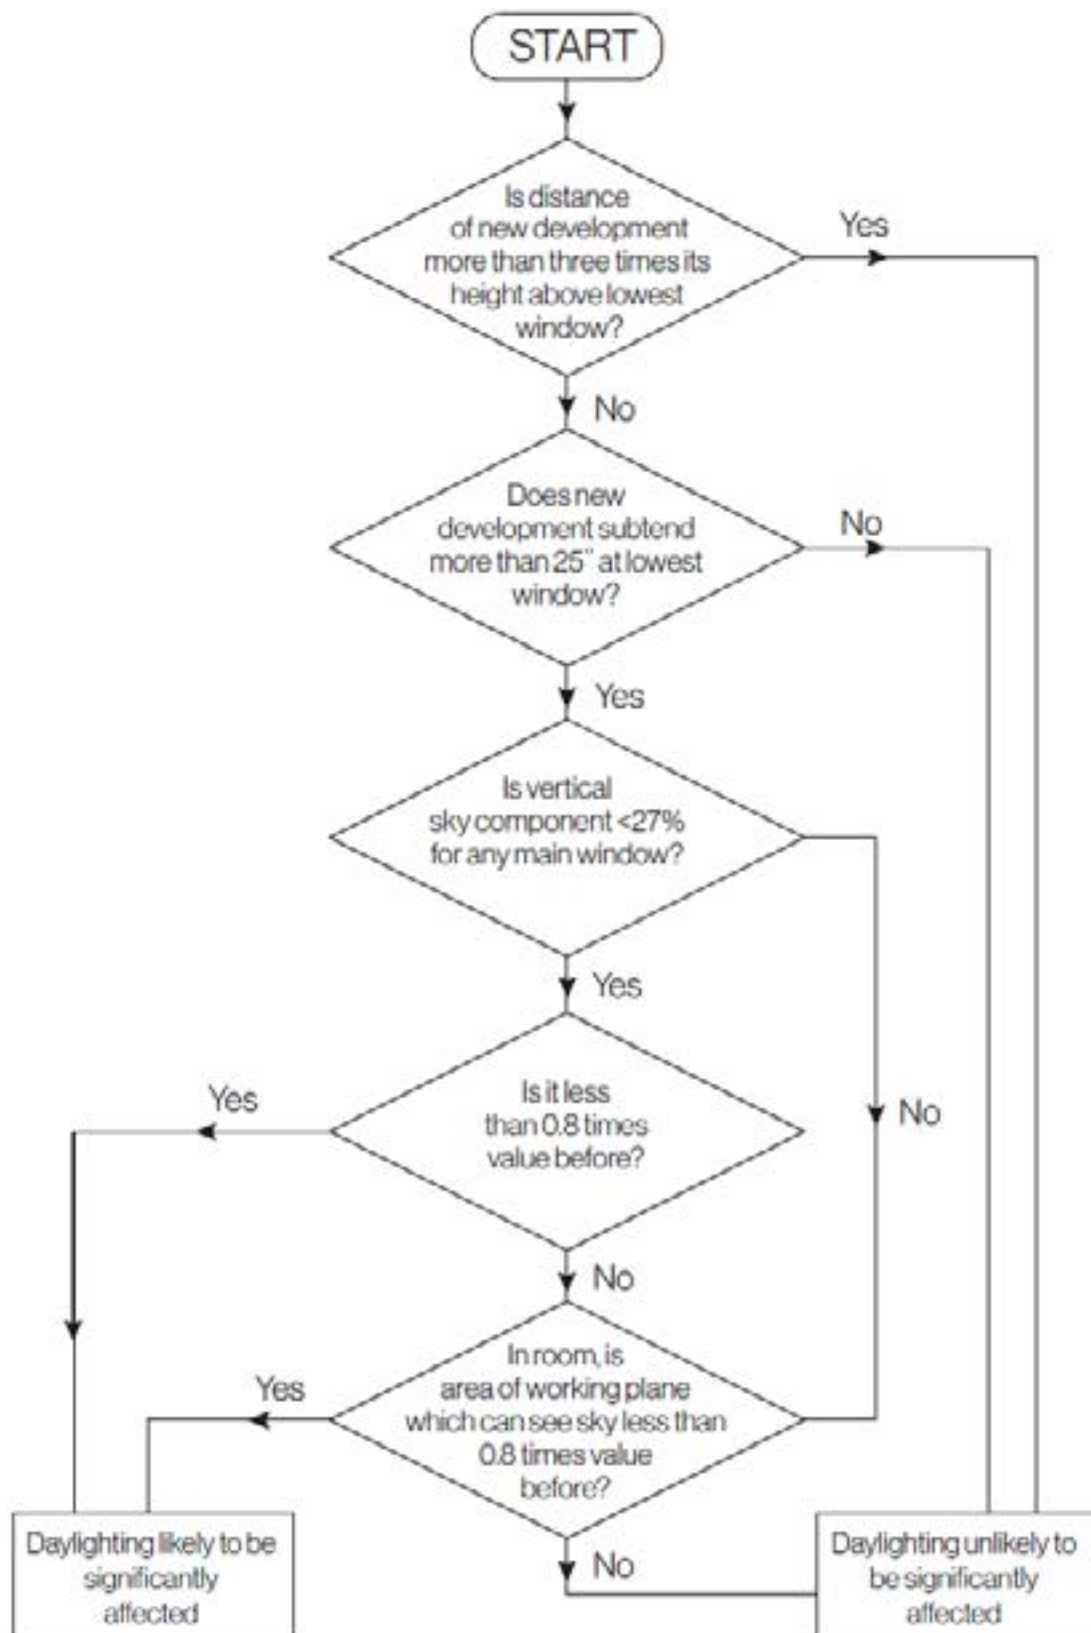 START
Is distance
of new development
more than three times its
height above lowest
window?
Yes
No
Does new
development subtend
more than 25° at lowest
window?
No
Yes
Is vertical
sky component <27%
for any main window?
Yes
No
Is it less
than 0.8 times
value before?
Yes
No
In room, is
area of working plane
which can see sky less than
0.8 times value
before?
Yes
No
Daylighting likely to be
significantly
affected
Daylighting unlikely to
be significantly
affected